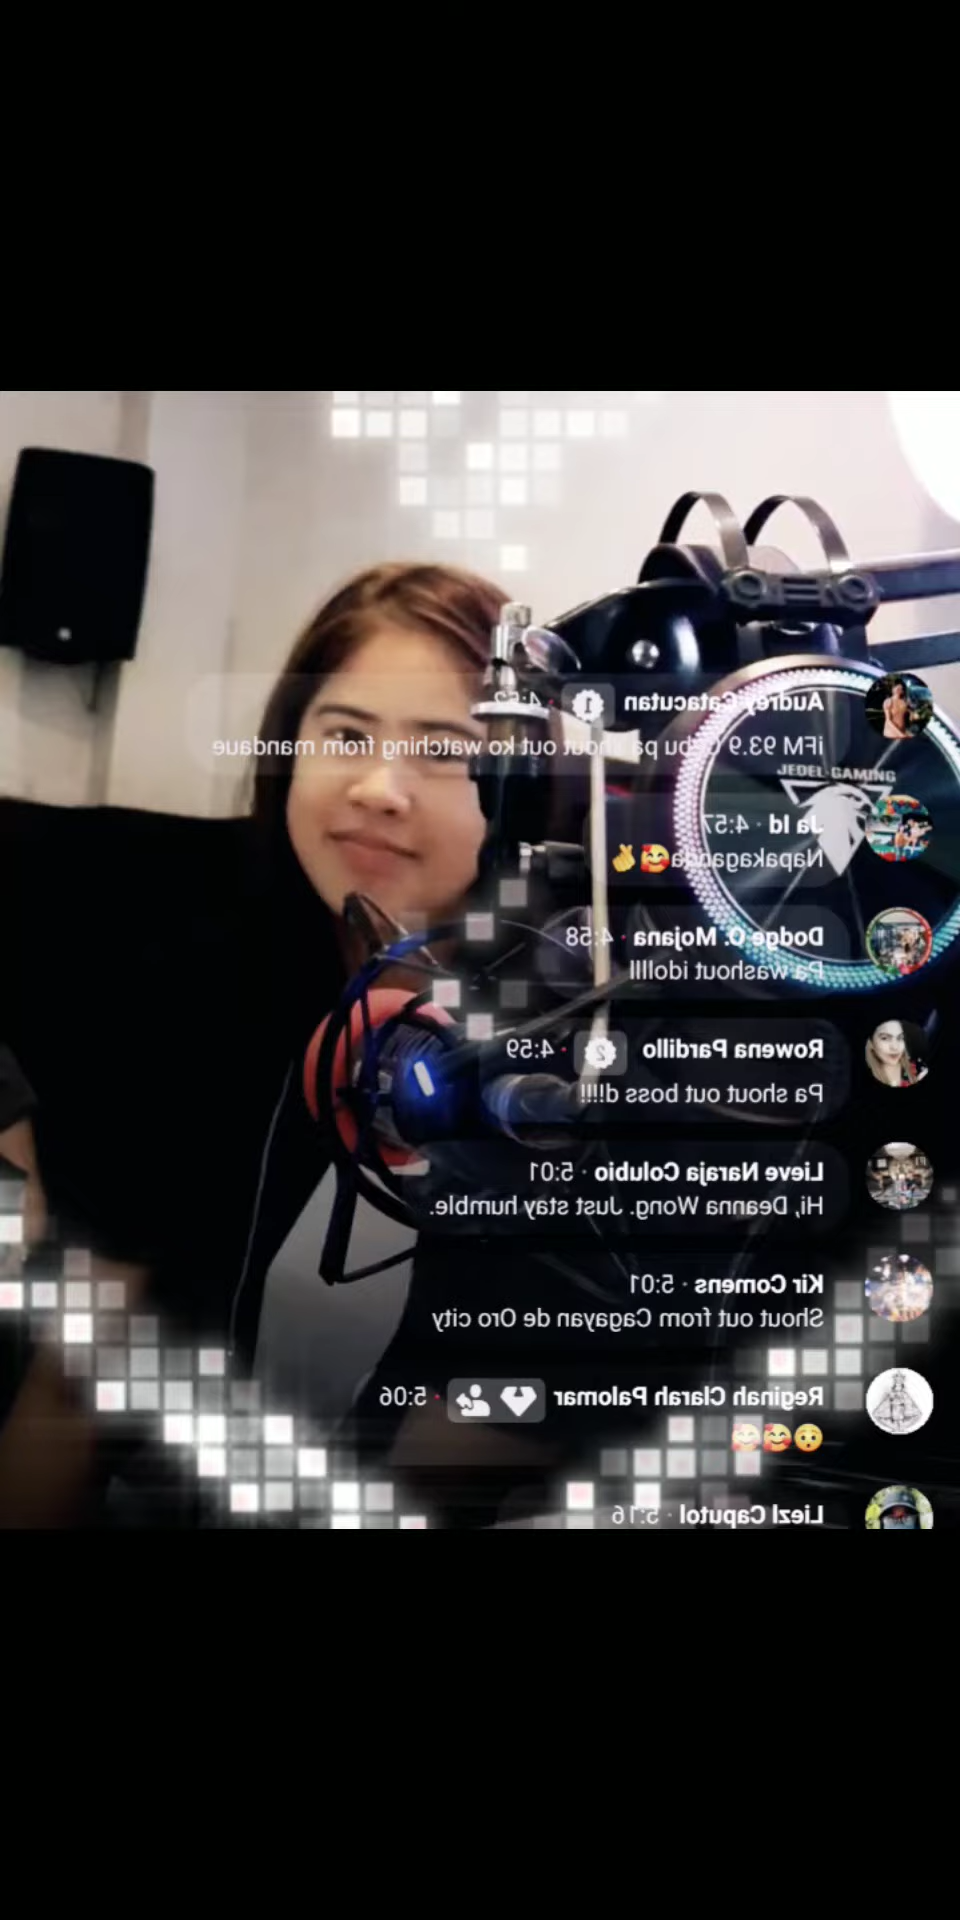 Audrey Catacutan 1 · 4:52
iFM 93.9 Cebu pa shout out ko watching from mandaue
JEDEL GAMING
Ja Id · 4:57
Napakaganda🥰🫰
Dodge O. Mojana · 4:58
Pa washout idolllll
Rowena Pardillo 2 · 4:59
Pa shout out boss d!!!!
Lieve Naraja Colubio · 5:01
Hi, Deanna Wong. Just stay humble.
Kir Comens · 5:01
Shout out from Cagayan de Oro city
Reginah Clarah Palomar · 5:06
😯🥰🥰
Liezl Caputol · 5:16